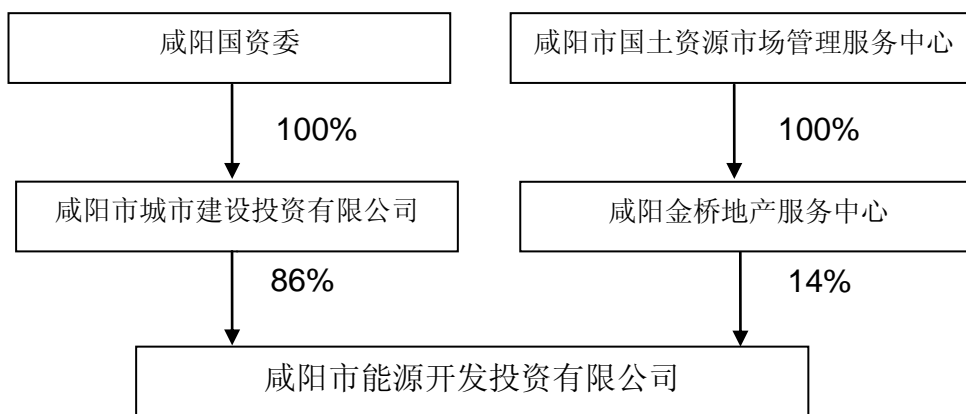 咸阳国资委
咸阳市国土资源市场管理服务中心
100%
100%
咸阳市城市建设投资有限公司
咸阳金桥地产服务中心
86%
14%
咸阳市能源开发投资有限公司